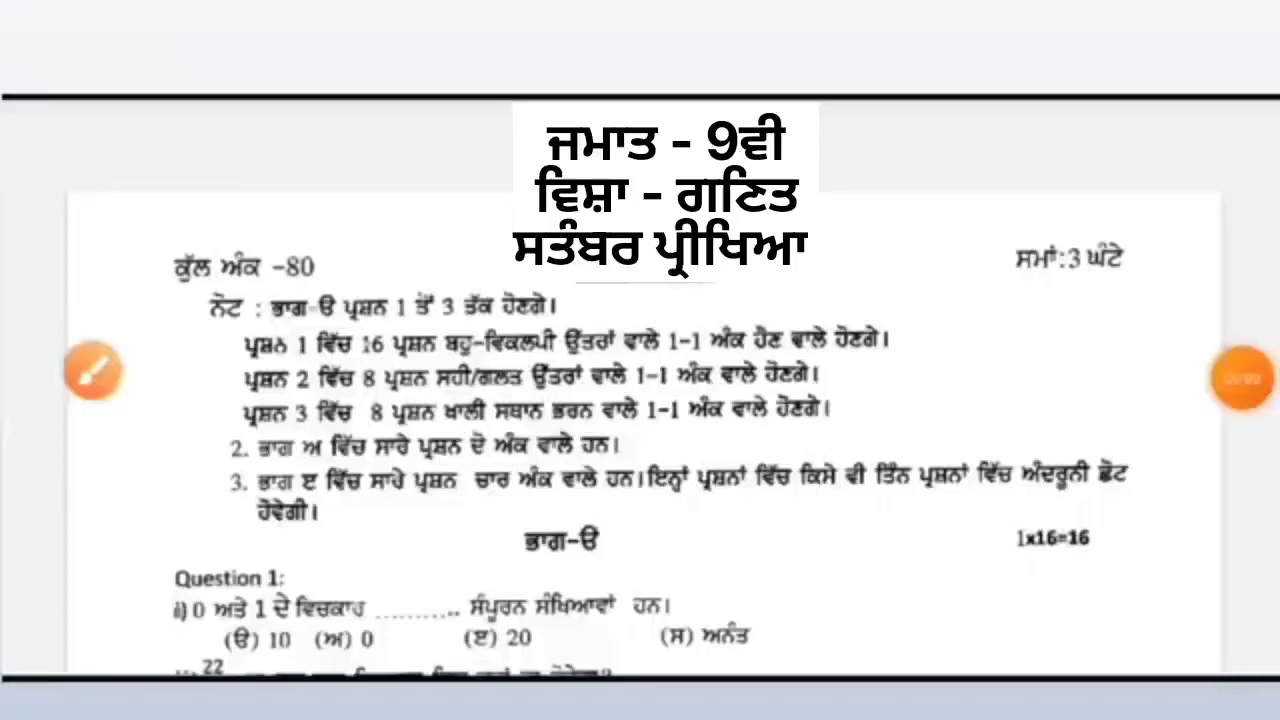 ਜਮਾਤ - 9ਵੀ
ਵਿਸ਼ਾ - ਗਣਿਤ
ਸਤੰਬਰ ਪ੍ਰੀਖਿਆ
ਕੁੱਲ ਅੰਕ -80 ਸਮਾਂ:3 ਘੰਟੇ
ਨੋਟ : ਭਾਗ-ੳ ਪ੍ਰਸ਼ਨ 1 ਤੋਂ 3 ਤੱਕ ਹੋਣਗੇ।
ਪ੍ਰਸ਼ਨ 1 ਵਿੱਚ 16 ਪ੍ਰਸ਼ਨ ਬਹੁ-ਵਿਕਲਪੀ ਉੱਤਰਾਂ ਵਾਲੇ 1-1 ਅੰਕ ਹੈਣ ਵਾਲੇ ਹੋਣਗੇ।
ਪ੍ਰਸ਼ਨ 2 ਵਿੱਚ 8 ਪ੍ਰਸ਼ਨ ਸਹੀ/ਗਲਤ ਉੱਤਰਾਂ ਵਾਲੇ 1-1 ਅੰਕ ਵਾਲੇ ਹੋਣਗੇ।
ਪ੍ਰਸ਼ਨ 3 ਵਿੱਚ 8 ਪ੍ਰਸ਼ਨ ਖਾਲੀ ਸਥਾਨ ਭਰਨ ਵਾਲੇ 1-1 ਅੰਕ ਵਾਲੇ ਹੋਣਗੇ।
2. ਭਾਗ ਅ ਵਿੱਚ ਸਾਰੇ ਪ੍ਰਸ਼ਨ ਦੋ ਅੰਕ ਵਾਲੇ ਹਨ।
3. ਭਾਗ ੲ ਵਿੱਚ ਸਾਰੇ ਪ੍ਰਸ਼ਨ ਚਾਰ ਅੰਕ ਵਾਲੇ ਹਨ।ਇਨ੍ਹਾਂ ਪ੍ਰਸ਼ਨਾਂ ਵਿੱਚ ਕਿਸੇ ਵੀ ਤਿੰਨ ਪ੍ਰਸ਼ਨਾਂ ਵਿੱਚ ਅੰਦਰੂਨੀ ਛੋਟ
ਹੋਵੇਗੀ।
ਭਾਗ-ੳ 1x16=16
Question 1:
i) 0 ਅਤੇ 1 ਦੇ ਵਿਚਕਾਰ ........... ਸੰਪੂਰਨ ਸੰਖਿਆਵਾਂ ਹਨ।
(ੳ) 10 (ਅ) 0 (ੲ) 20 (ਸ) ਅਨੰਤ
22